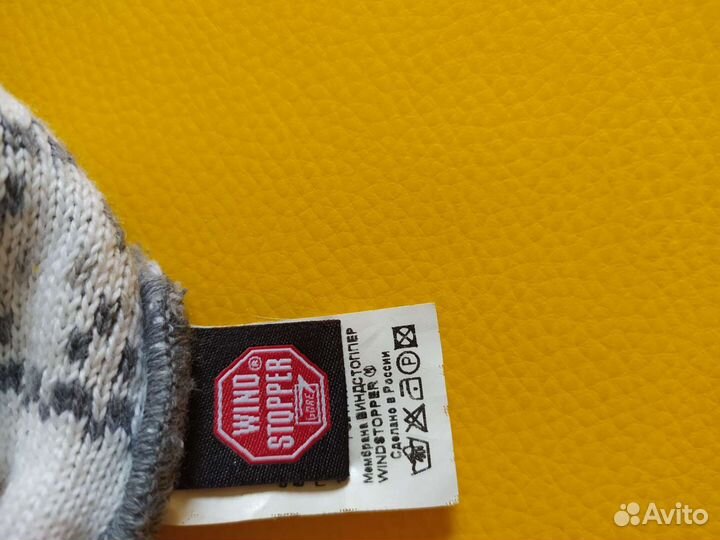 WIND®
STOPPER
GORE
Мембрана ВИНДСТОППЕР
WINDSTOPPER ®
Сделано в России
P
Avito